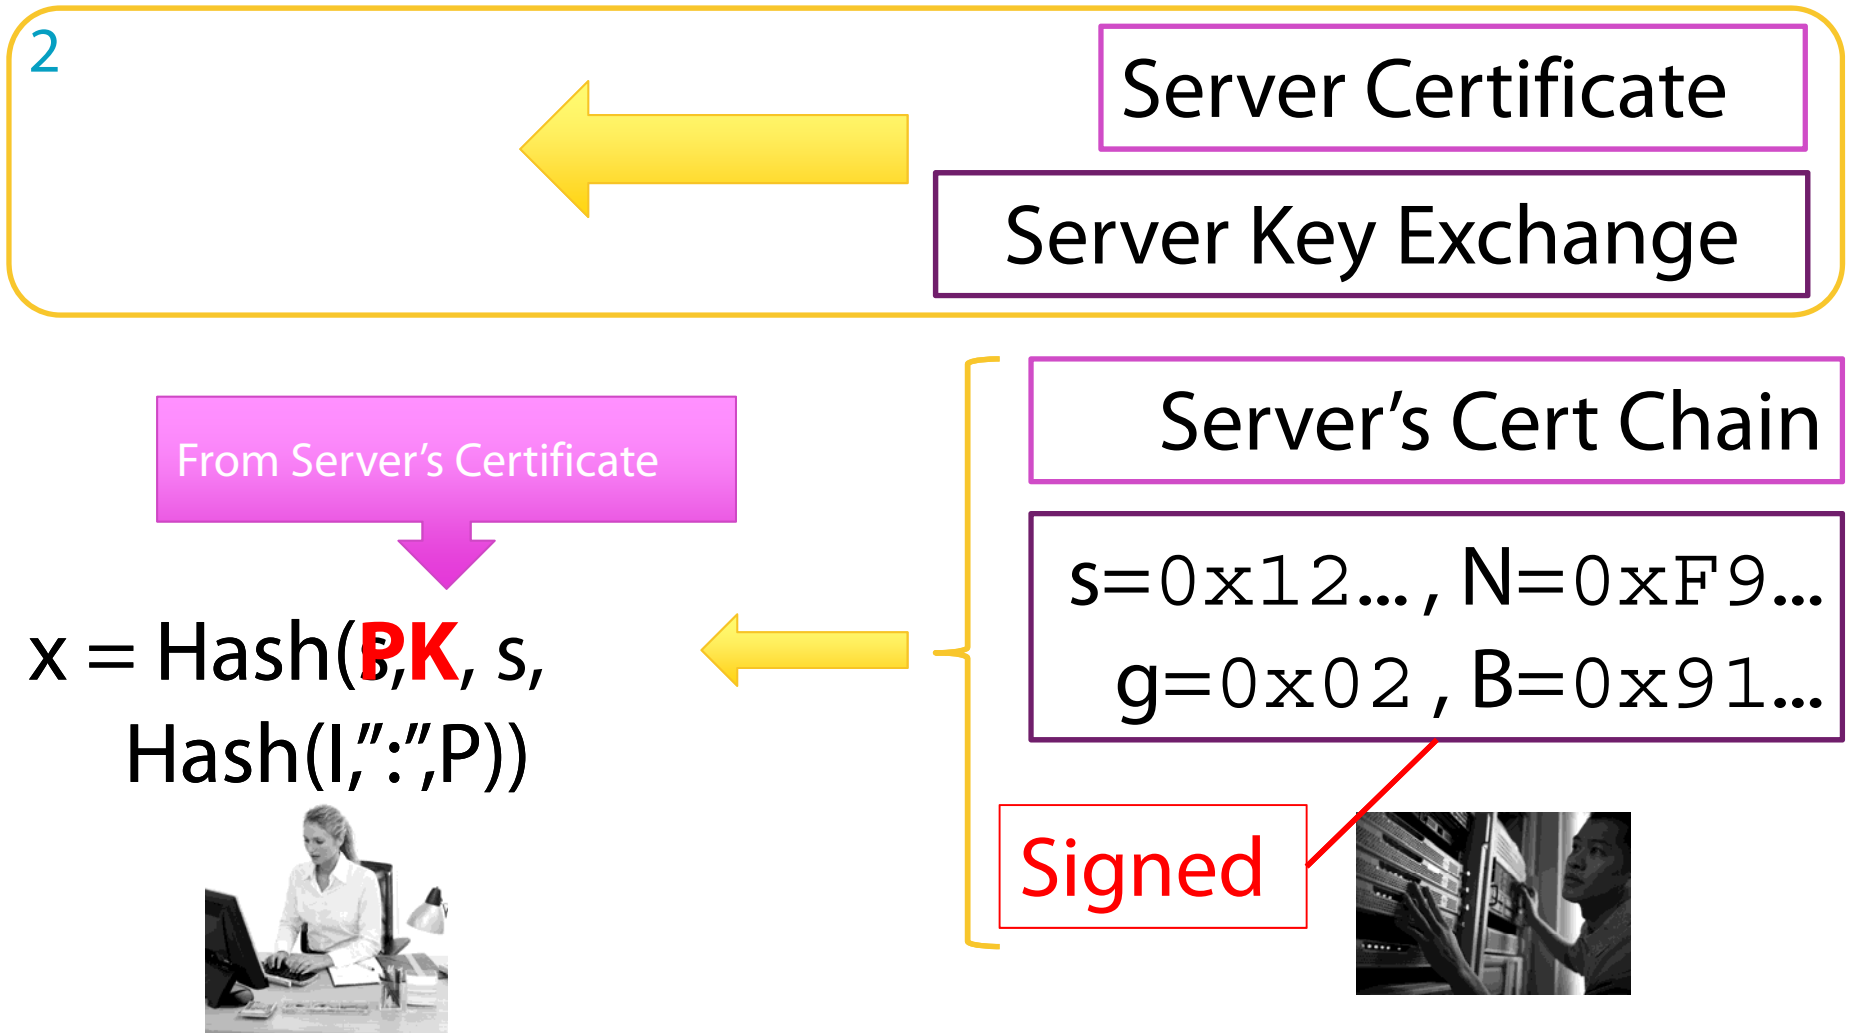 2
Server Certificate
Server Key Exchange
From Server’s Certificate
Server’s Cert Chain
s=0x12…, N=0xF9…
g=0x02, B=0x91…
x = Hash(s,PK, s,
Hash(I,”:”,P))
Signed